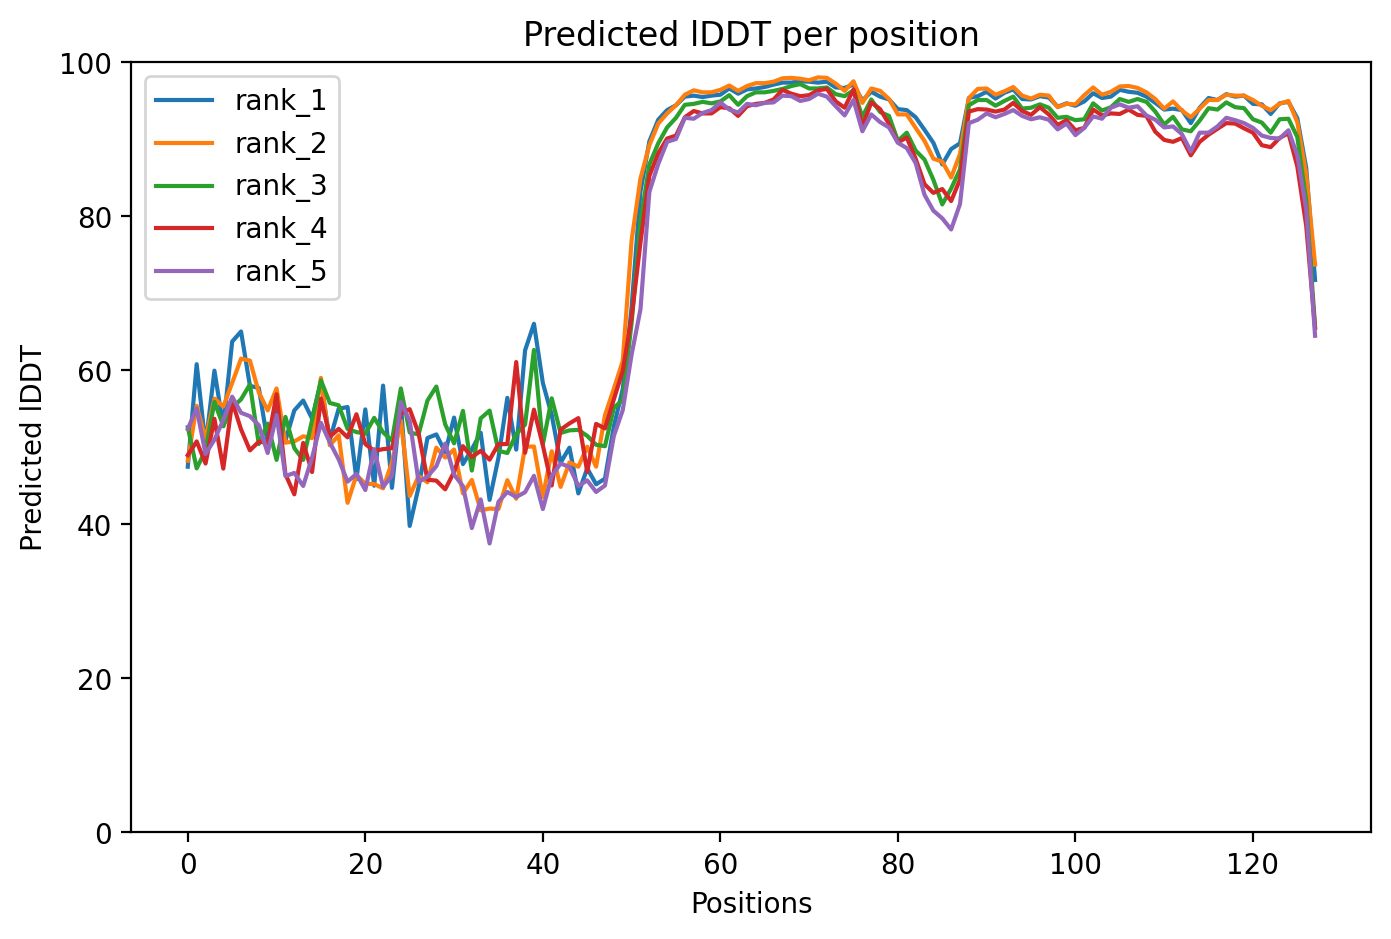 Predicted lDDT per position
100
80
60
40
20
0
Predicted lDDT
rank_1
rank_2
rank_3
rank_4
rank_5
0 20 40 60 80 100 120
Positions